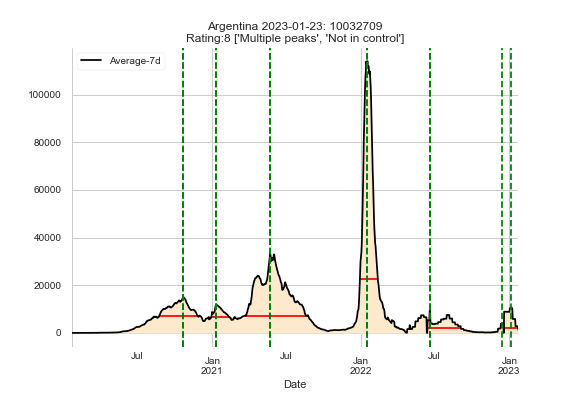 Argentina 2023-01-23: 10032709
Rating:8 ['Multiple peaks', 'Not in control']
Average-7d
100000
80000
60000
40000
20000
0
Jul
Jan
2021
Jul
Jan
2022
Jul
Jan
2023
Date